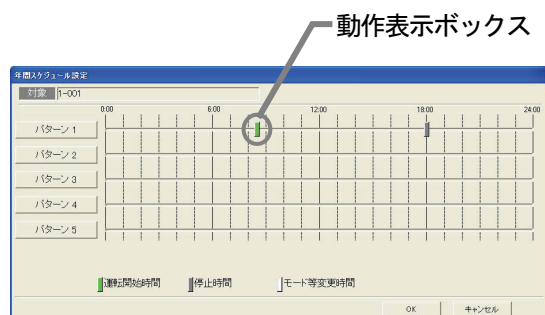 動作表示ボックス
年間スケジュール設定
対象 1-001
0:00 6:00 12:00 18:00 24:00
パターン 1
パターン 2
パターン 3
パターン 4
パターン 5
運転開始時間 停止時間 モード等変更時間
OK キャンセル